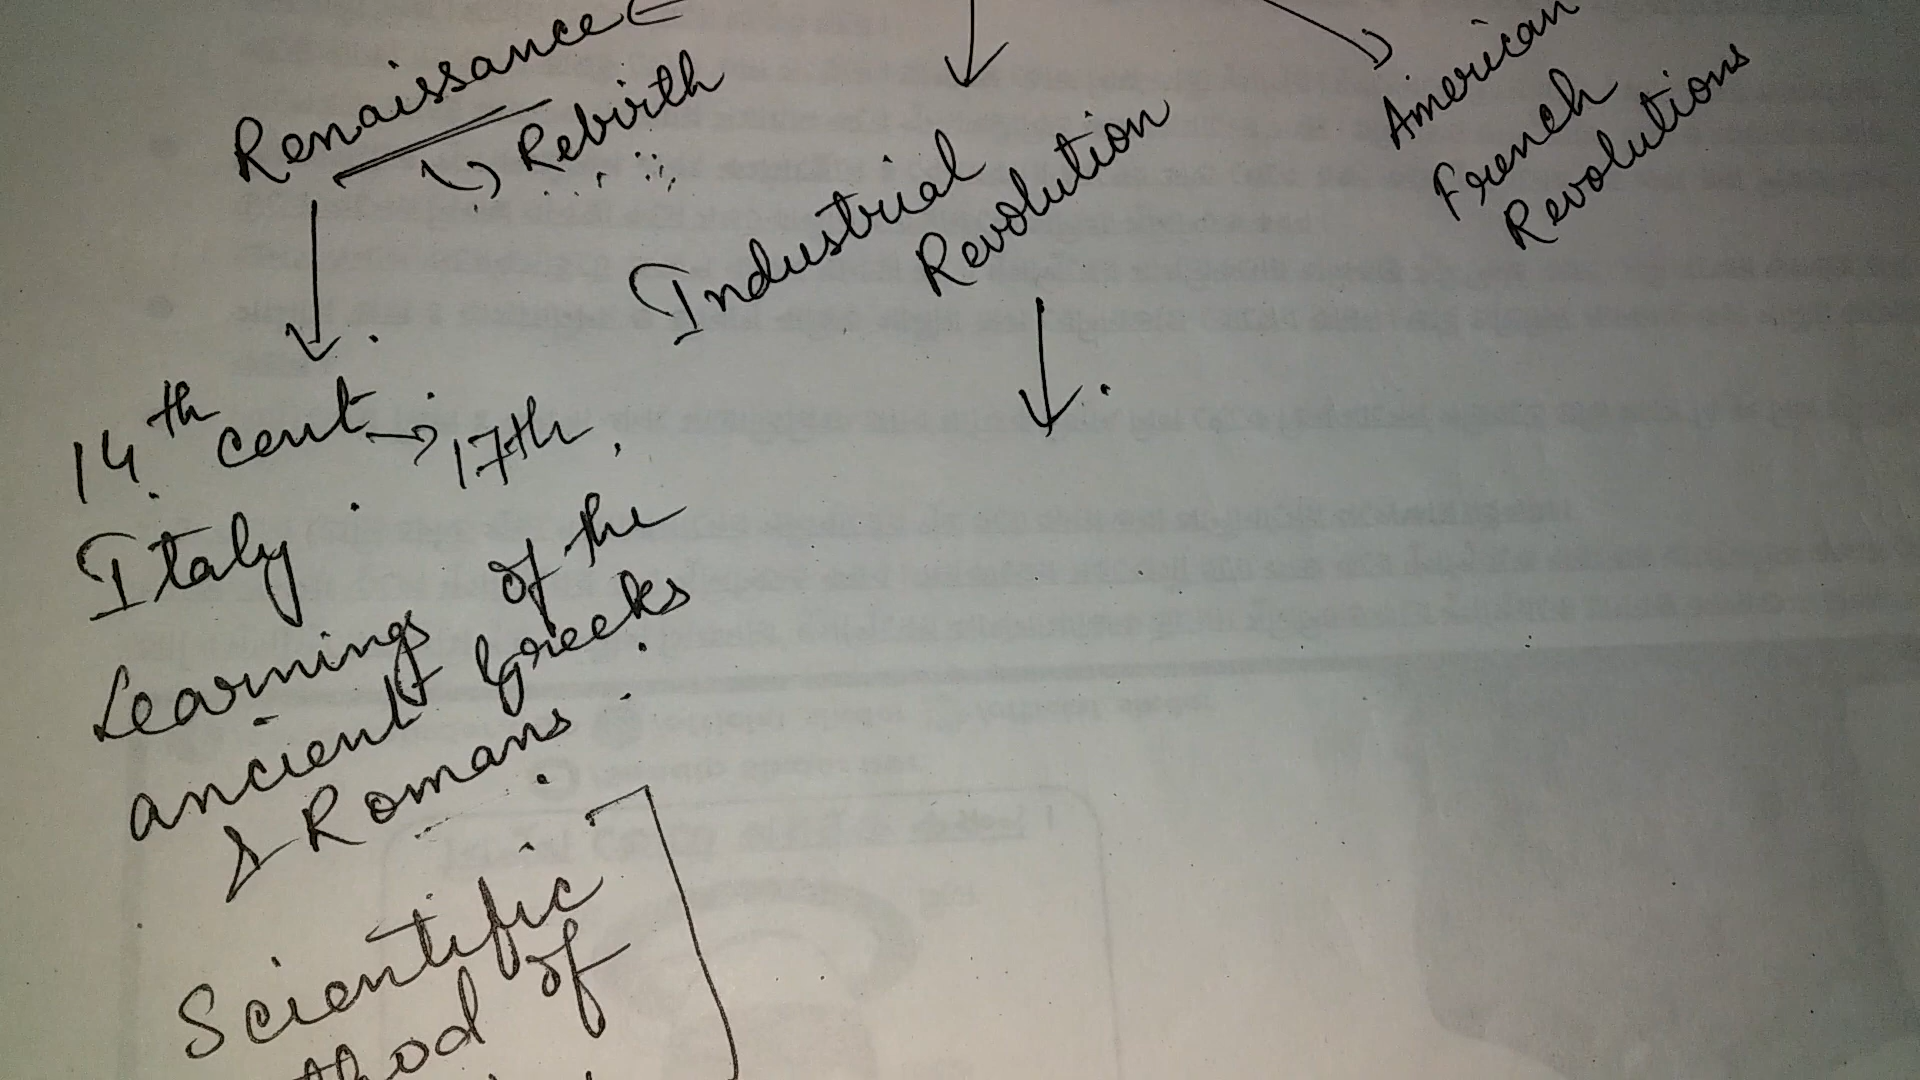 Renaissance
Rebirth
Industrial
Revolution
American
French
Revolutions
14th cent → 17th.
Italy.
Learnings of the
ancient Greeks
& Romans.
Scientific
of